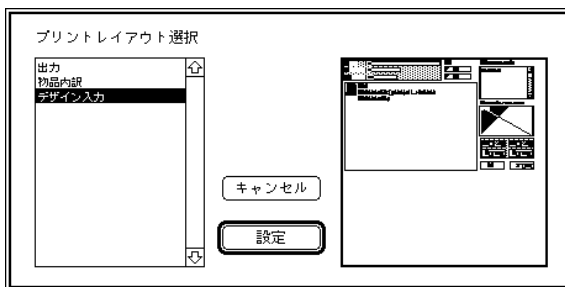 プリントレイアウト選択
出力
物品内訳
デザイン入力
キャンセル
設定